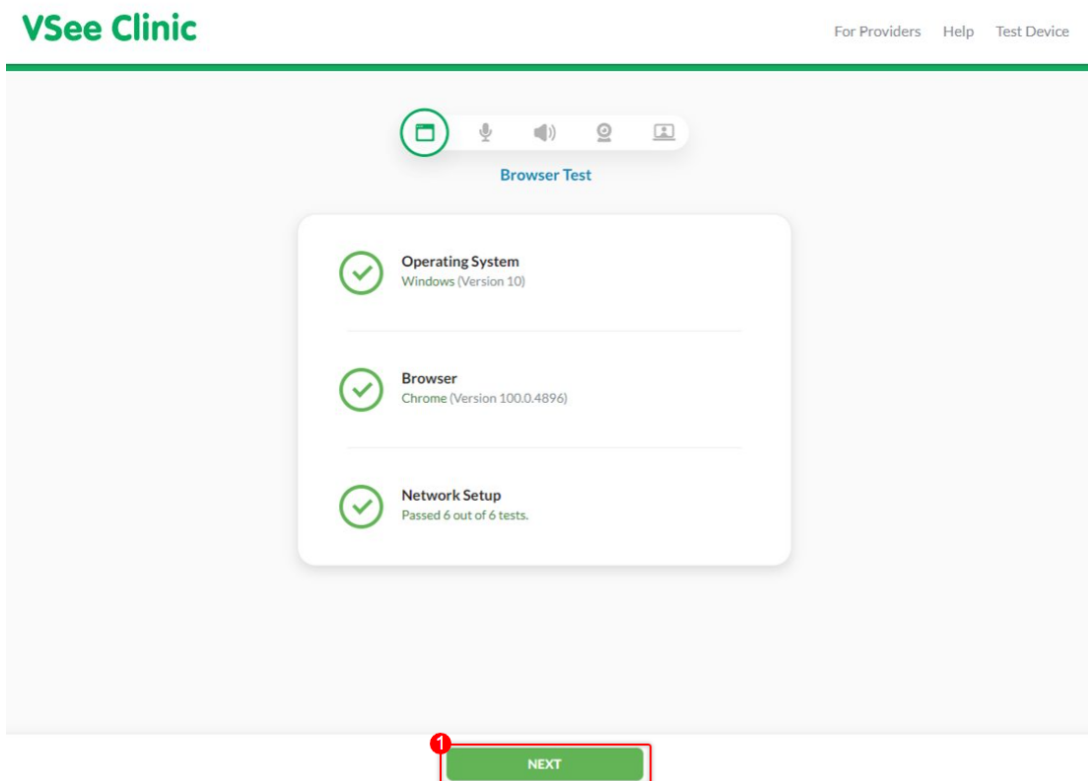 VSee Clinic
For Providers Help Test Device
Browser Test
Operating System
Windows (Version 10)
Browser
Chrome (Version 100.0.4896)
Network Setup
Passed 6 out of 6 tests.
1
NEXT